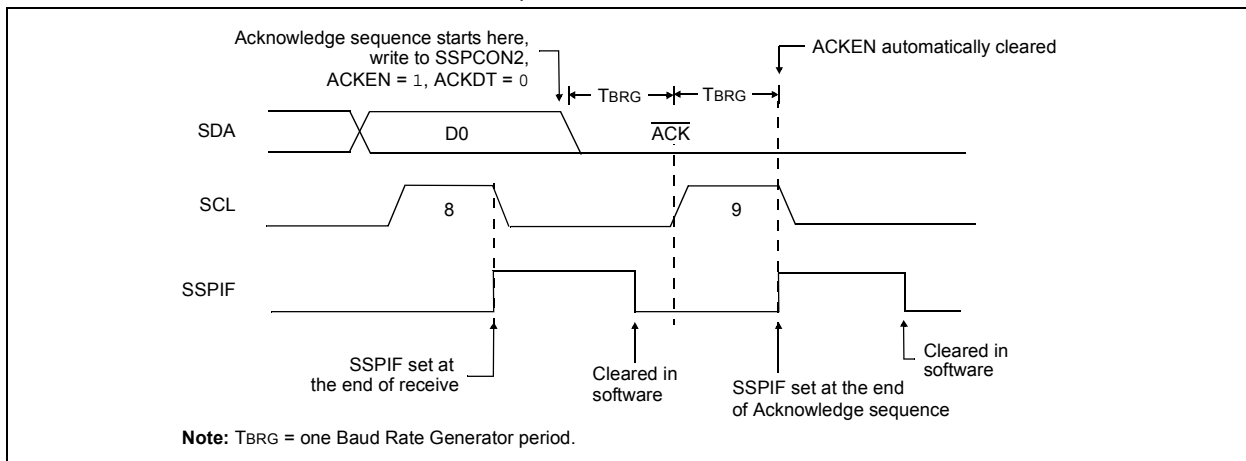 Acknowledge sequence starts here,
write to SSPCON2,
ACKEN = 1, ACKDT = 0
ACKEN automatically cleared
TBRG
TBRG
SDA
D0
ACK
SCL
8
9
SSPIF
SSPIF set at
the end of receive
Cleared in
software
SSPIF set at the end
of Acknowledge sequence
Cleared in
software
Note: TBRG = one Baud Rate Generator period.